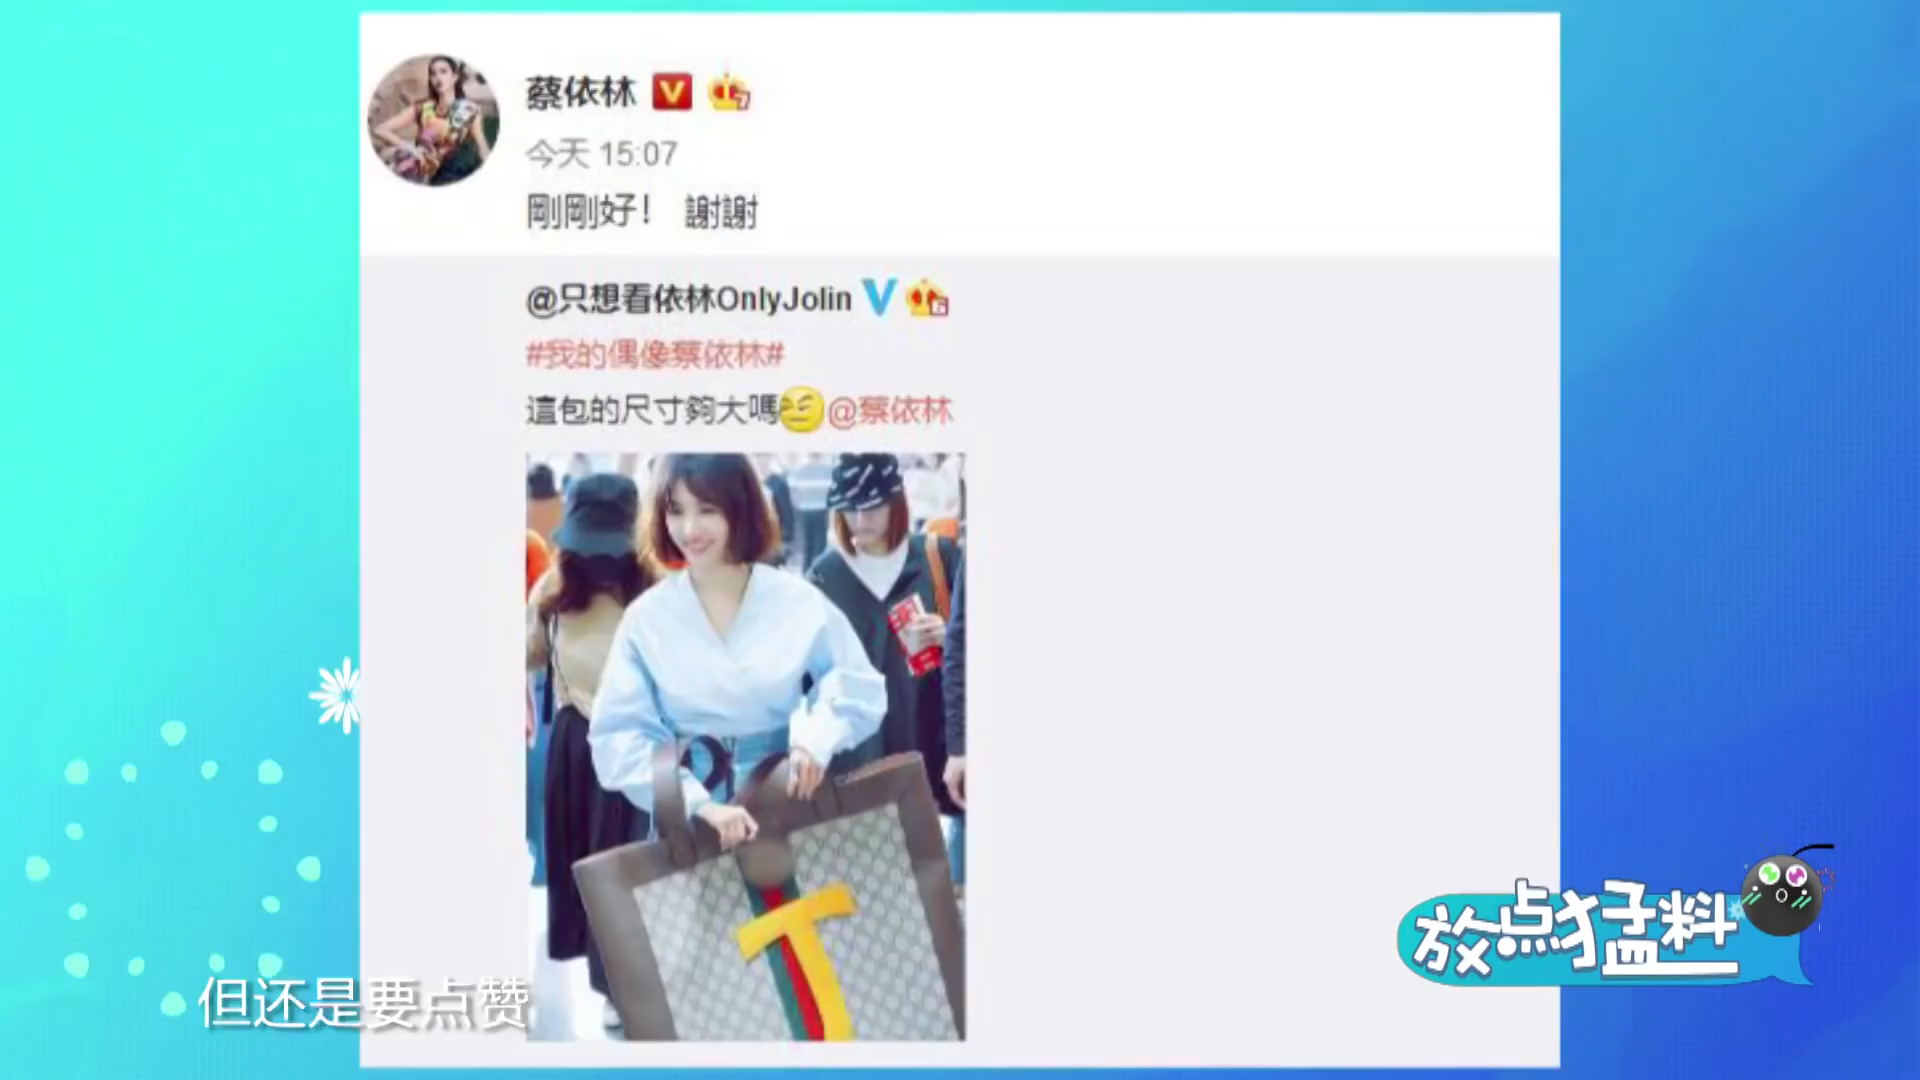 蔡依林
今天 15:07
剛剛好！ 謝謝
@只想看依林OnlyJolin
#我的偶像蔡依林#
這包的尺寸夠大嗎@蔡依林
放点猛料
但还是要点赞